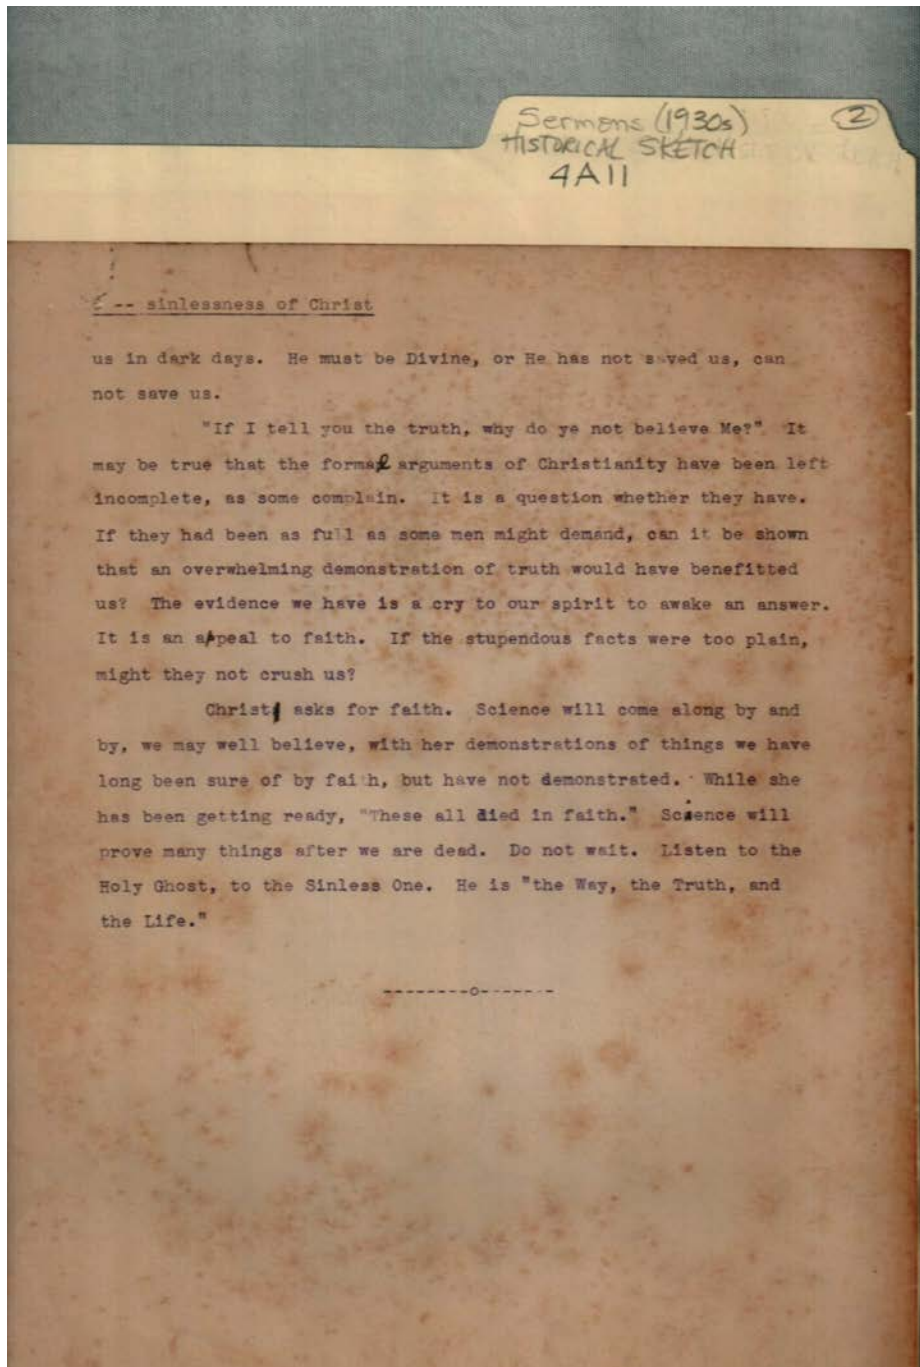 Sermons (1930s) 2
HISTORICAL SKETCH
4A11
-- sinlessness of Christ
us in dark days. He must be Divine, or He has not saved us, can
not save us.
"If I tell you the truth, why do ye not believe Me?" It
may be true that the formal arguments of Christianity have been left
incomplete, as some complain. It is a question whether they have.
If they had been as full as some men might demand, can it be shown
that an overwhelming demonstration of truth would have benefitted
us? The evidence we have is a cry to our spirit to awake an answer.
It is an appeal to faith. If the stupendous facts were too plain,
might they not crush us?
Christ asks for faith. Science will come along by and
by, we may well believe, with her demonstrations of things we have
long been sure of by faith, but have not demonstrated. While she
has been getting ready, "These all died in faith." Science will
prove many things after we are dead. Do not wait. Listen to the
Holy Ghost, to the Sinless One. He is "the Way, the Truth, and
the Life."
--------o-------